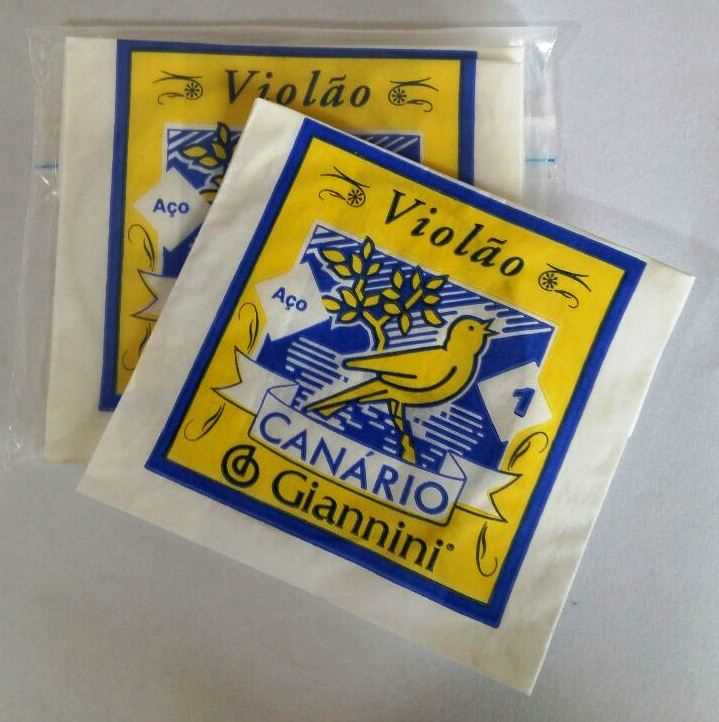 Violão
Aço
Violão
Aço
1
CANÁRIO
Giannini®